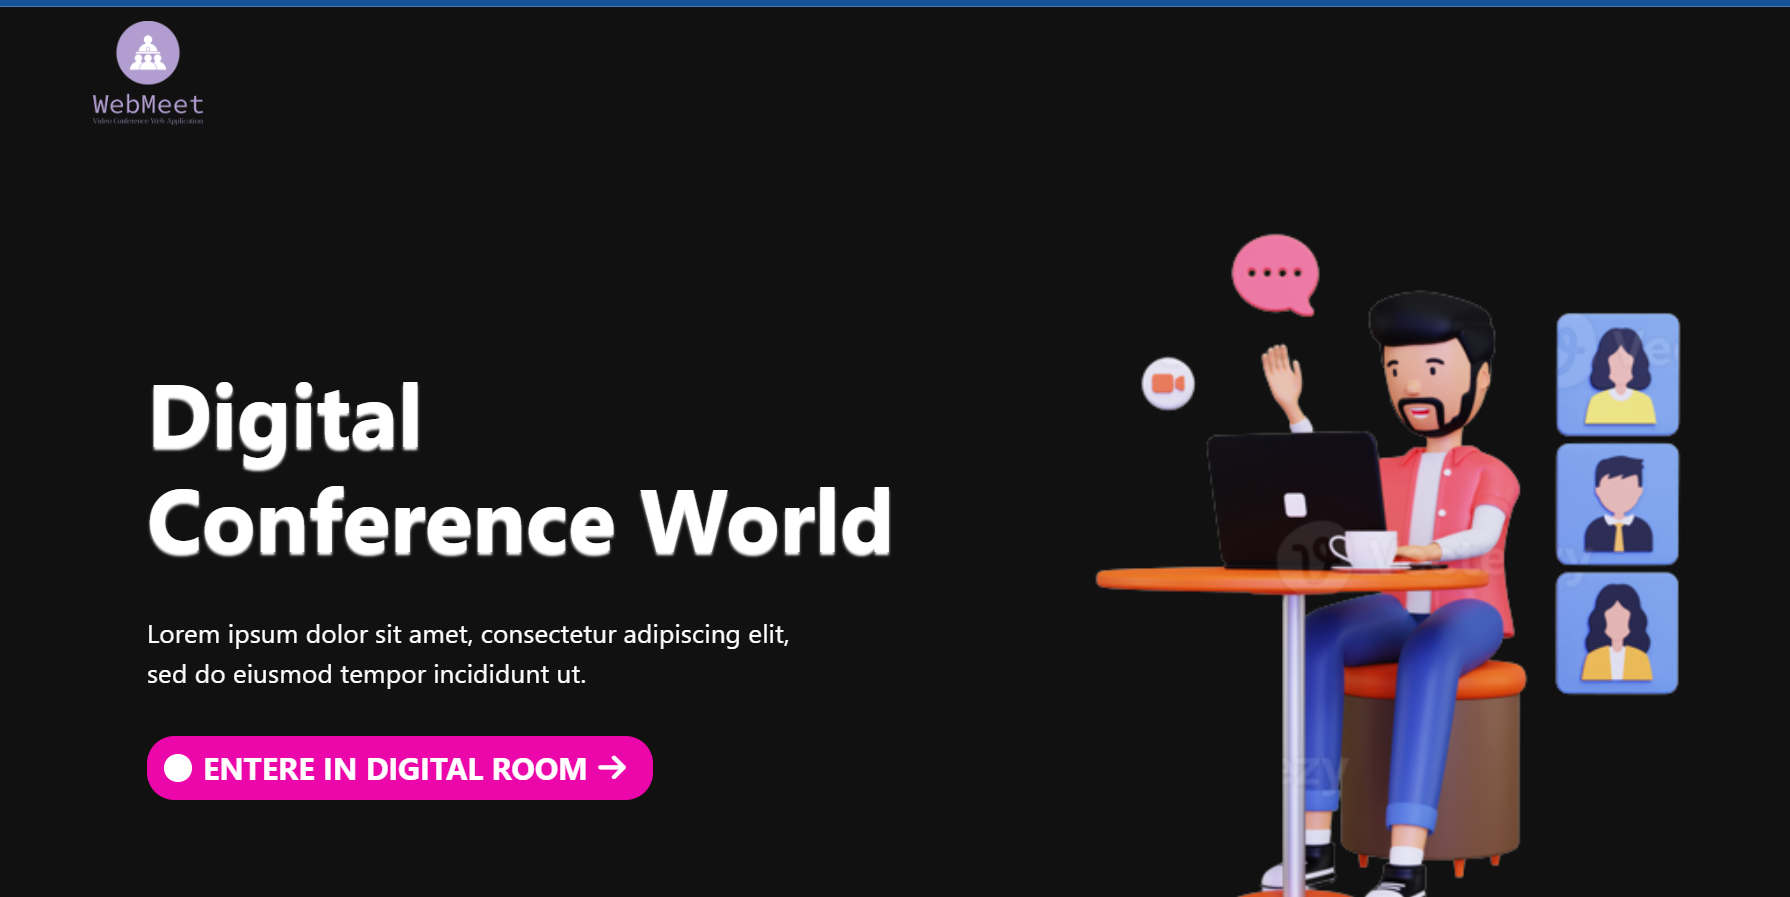 WebMeet
Video Conference Web Application
Digital
Conference World
Lorem ipsum dolor sit amet, consectetur adipiscing elit,
sed do eiusmod tempor incididunt ut.
ENTERE IN DIGITAL ROOM